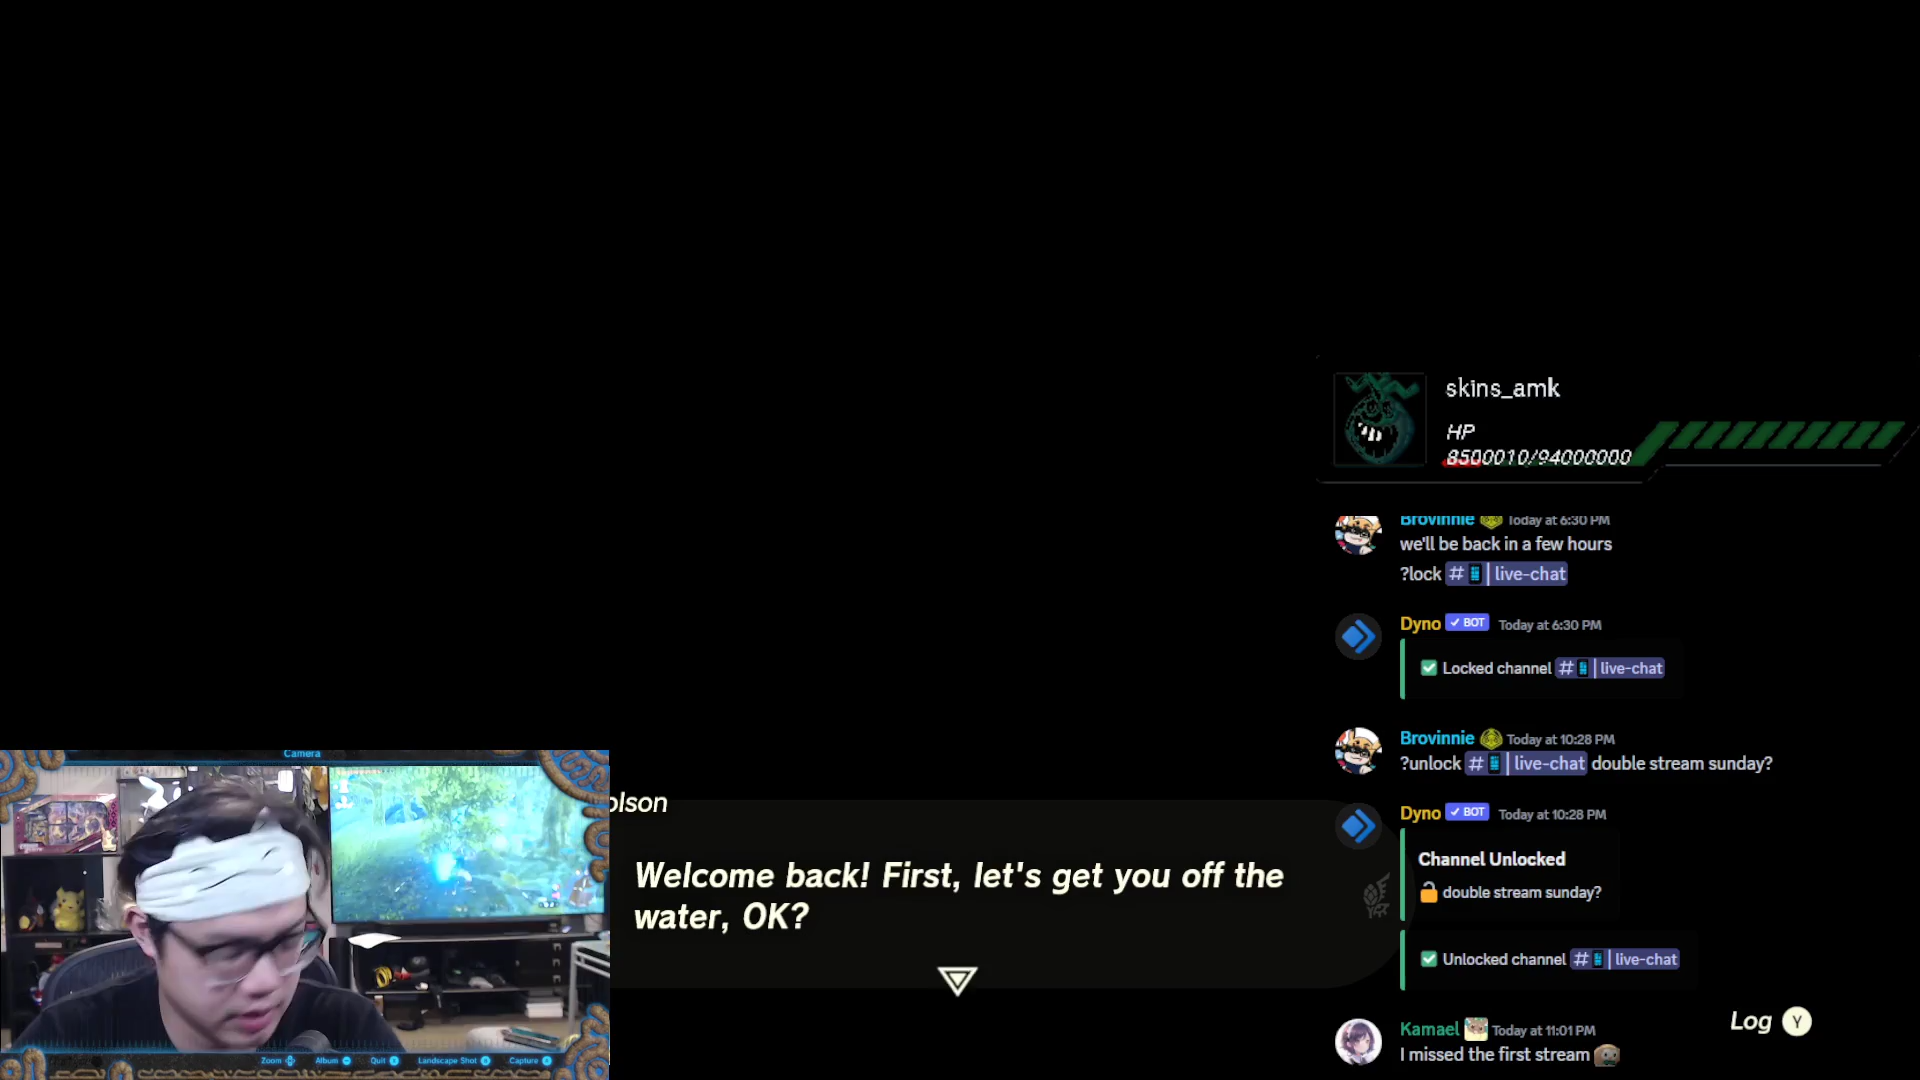 skins_amk
HP
8500010/94000000
Brovinnie Today at 6:30 PM
we'll be back in a few hours
?lock # | live-chat
Dyno ✓ BOT Today at 6:30 PM
Locked channel # | live-chat
Brovinnie Today at 10:28 PM
?unlock # | live-chat double stream sunday?
Dyno ✓ BOT Today at 10:28 PM
Channel Unlocked
double stream sunday?
Unlocked channel # | live-chat
Kamael Today at 11:01 PM
I missed the first stream
Camera
olson
Welcome back! First, let's get you off the
water, OK?
Log Y
Zoom Album Quit Landscape Shot Capture